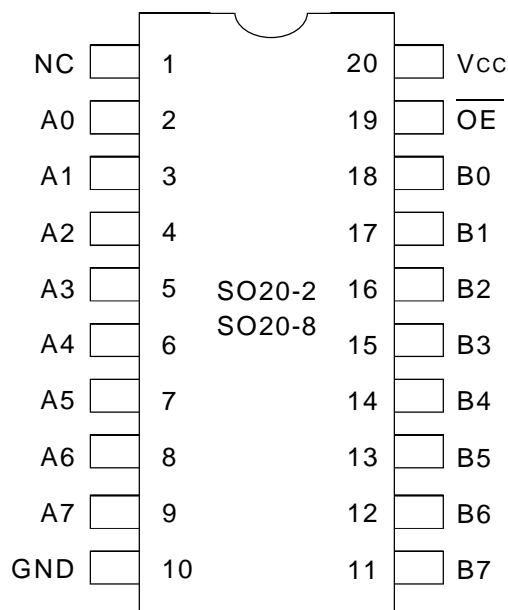 NC 1 20 Vcc
A0 2 19 O̅E̅
A1 3 18 B0
A2 4 17 B1
A3 5 SO20-2 16 B2
SO20-8
A4 6 15 B3
A5 7 14 B4
A6 8 13 B5
A7 9 12 B6
GND 10 11 B7